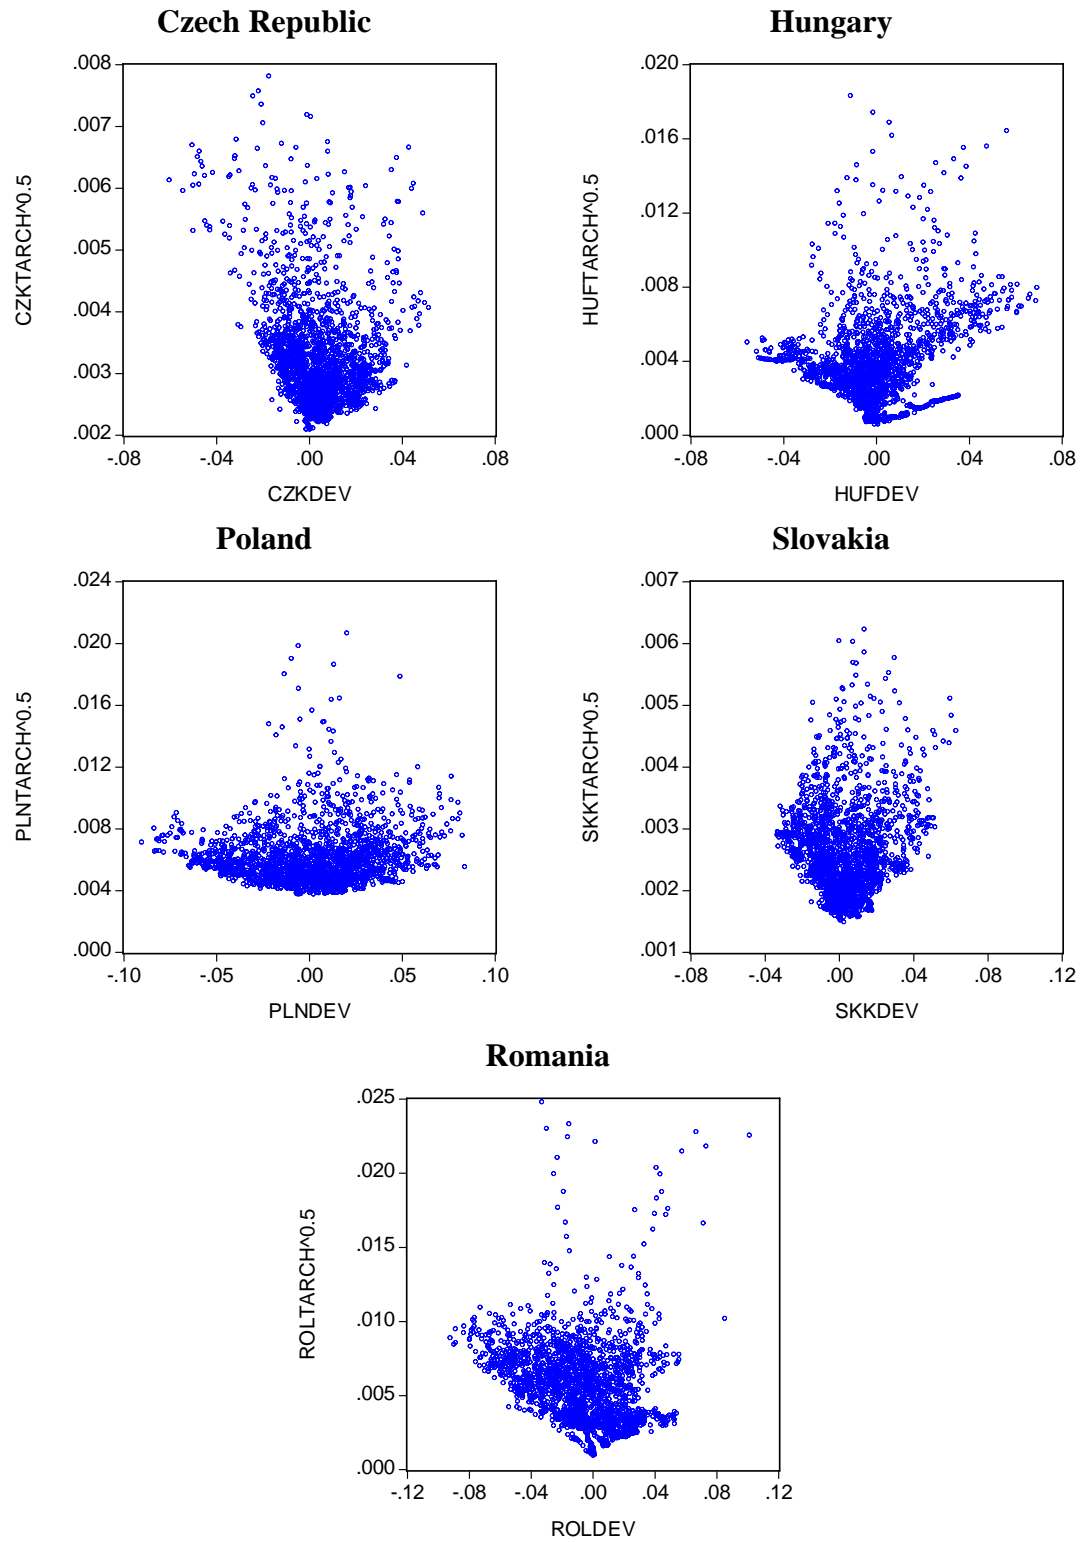 Czech Republic
.008
.007
.006
.005
.004
.003
.002
CZKTARCH^0.5
-.08 -.04 .00 .04 .08
CZKDEV
Hungary
.020
.016
.012
.008
.004
.000
HUFTARCH^0.5
-.08 -.04 .00 .04 .08
HUFDEV
Poland
.024
.020
.016
.012
.008
.004
.000
PLNTARCH^0.5
-.10 -.05 .00 .05 .10
PLNDEV
Slovakia
.007
.006
.005
.004
.003
.002
.001
SKKTARCH^0.5
-.08 -.04 .00 .04 .08 .12
SKKDEV
Romania
.025
.020
.015
.010
.005
.000
ROLTARCH^0.5
-.12 -.08 -.04 .00 .04 .08 .12
ROLDEV